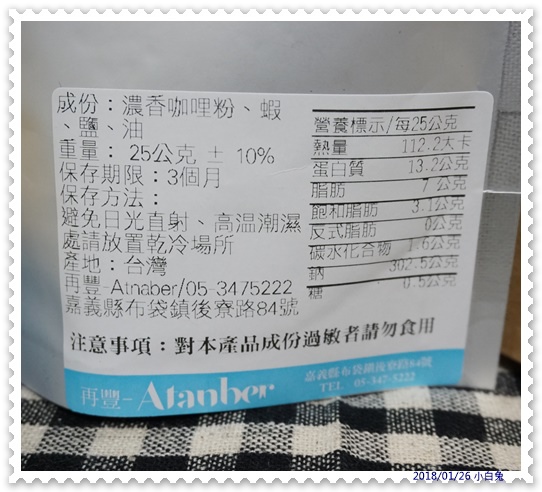 成份：濃香咖哩粉、蝦
、鹽、油
重量： 25公克 ± 10%
保存期限：3個月
保存方法：
避免日光直射、高溫潮濕
處請放置乾冷場所
產地：台灣
再豐-Atnaber/05-3475222
嘉義縣布袋鎮後寮路84號
營養標示/每25公克
熱量 112.2大卡
蛋白質 13.2公克
脂肪 7 公克
飽和脂肪 3.1公克
反式脂肪 0公克
碳水化合物 1.6公克
鈉 302.5公克
糖 0.5公克
注意事項：對本產品成份過敏者請勿食用
再豐-Atanber
嘉義縣布袋鎮後寮路84號
TEL 05-347-5222
2018/01/26 小白兔